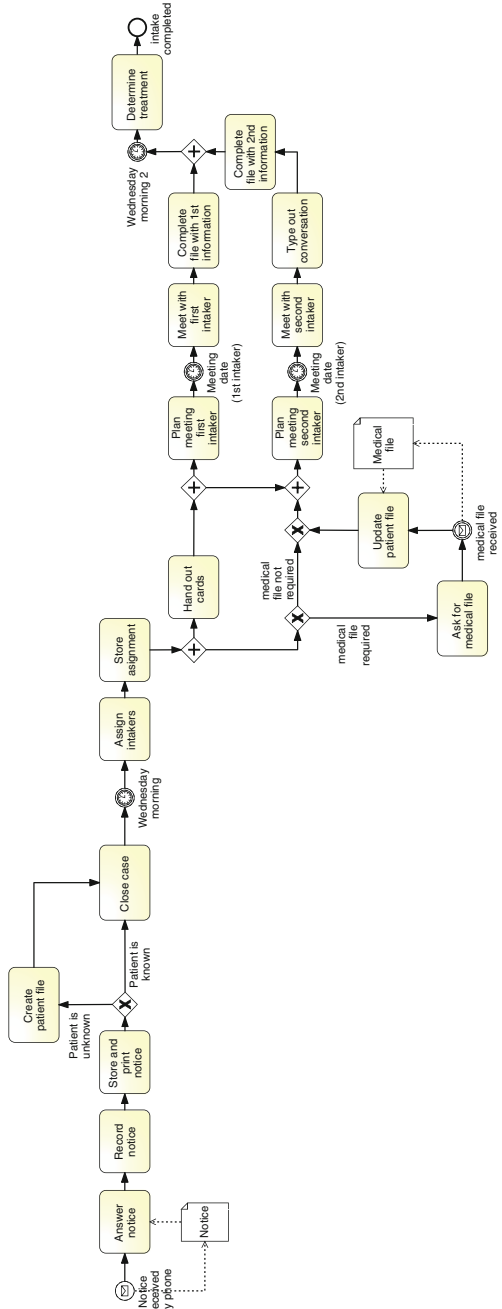 Notice
eceived
y phone
Notice
Answer
notice
Record
notice
Store and
print
notice
Patient is
unknown
Create
patient file
Patient is
known
Close case
Wednesday
morning
Assign
intakers
Store
asignment
Hand out
cards
medical
file not
required
medical
file
required
Ask for
medical file
medical file
received
Update
patient file
Medical
file
Plan
meeting
first
intaker
Meeting
date
(1st intaker)
Meet with
first
intaker
Complete
file with 1st
information
Plan
meeting
second
intaker
Meeting
date
(2nd intaker)
Meet with
second
intaker
Type out
conversation
Complete
file with 2nd
information
Wednesday
morning 2
Determine
treatment
intake
completed